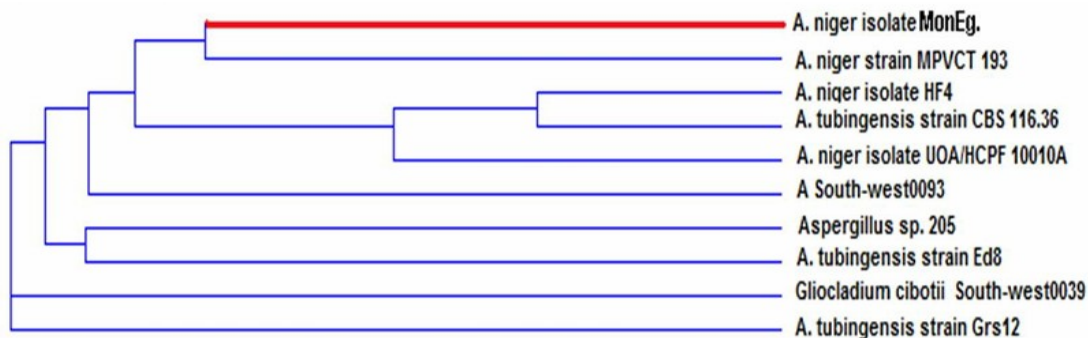 A. niger isolate MonEg.
A. niger strain MPVCT 193
A. niger isolate HF4
A. tubingensis strain CBS 116.36
A. niger isolate UOA/HCPF 10010A
A South-west0093
Aspergillus sp. 205
A. tubingensis strain Ed8
Gliocladium cibotii South-west0039
A. tubingensis strain Grs12